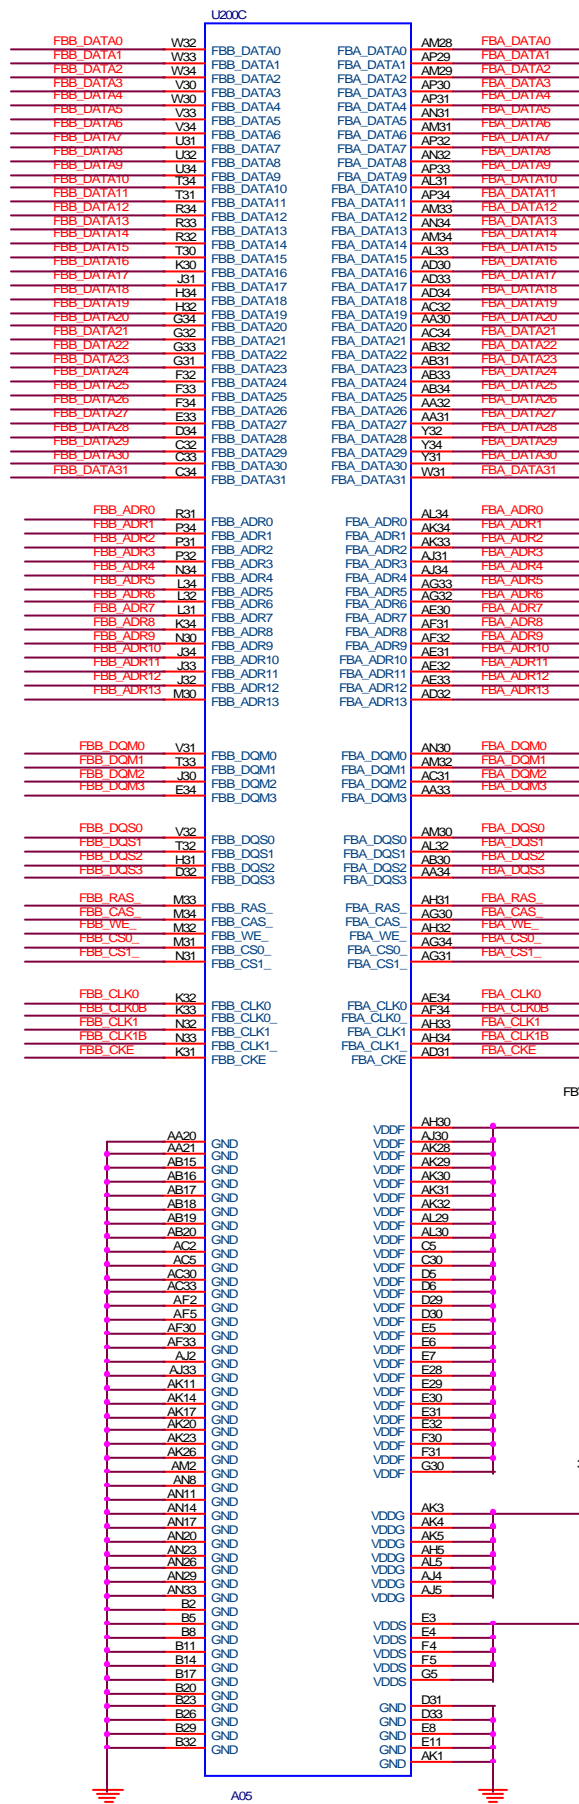 U200C
FBB_DATA0 W32 FBB_DATA0 FBA_DATA0 AM28 FBA_DATA0
FBB_DATA1 W33 FBB_DATA1 FBA_DATA1 AP29 FBA_DATA1
FBB_DATA2 W34 FBB_DATA2 FBA_DATA2 AM29 FBA_DATA2
FBB_DATA3 V30 FBB_DATA3 FBA_DATA3 AP30 FBA_DATA3
FBB_DATA4 W30 FBB_DATA4 FBA_DATA4 AP31 FBA_DATA4
FBB_DATA5 V33 FBB_DATA5 FBA_DATA5 AN31 FBA_DATA5
FBB_DATA6 V34 FBB_DATA6 FBA_DATA6 AM31 FBA_DATA6
FBB_DATA7 U31 FBB_DATA7 FBA_DATA7 AP32 FBA_DATA7
FBB_DATA8 U32 FBB_DATA8 FBA_DATA8 AN32 FBA_DATA8
FBB_DATA9 U34 FBB_DATA9 FBA_DATA9 AP33 FBA_DATA9
FBB_DATA10 T34 FBB_DATA10 FBA_DATA10 AL31 FBA_DATA10
FBB_DATA11 T31 FBB_DATA11 FBA_DATA11 AP34 FBA_DATA11
FBB_DATA12 R34 FBB_DATA12 FBA_DATA12 AM33 FBA_DATA12
FBB_DATA13 R33 FBB_DATA13 FBA_DATA13 AN34 FBA_DATA13
FBB_DATA14 R32 FBB_DATA14 FBA_DATA14 AM34 FBA_DATA14
FBB_DATA15 T30 FBB_DATA15 FBA_DATA15 AL33 FBA_DATA15
FBB_DATA16 K30 FBB_DATA16 FBA_DATA16 AD30 FBA_DATA16
FBB_DATA17 J31 FBB_DATA17 FBA_DATA17 AD33 FBA_DATA17
FBB_DATA18 H34 FBB_DATA18 FBA_DATA18 AD34 FBA_DATA18
FBB_DATA19 H32 FBB_DATA19 FBA_DATA19 AC32 FBA_DATA19
FBB_DATA20 G34 FBB_DATA20 FBA_DATA20 AA30 FBA_DATA20
FBB_DATA21 G32 FBB_DATA21 FBA_DATA21 AC34 FBA_DATA21
FBB_DATA22 G33 FBB_DATA22 FBA_DATA22 AB32 FBA_DATA22
FBB_DATA23 G31 FBB_DATA23 FBA_DATA23 AB31 FBA_DATA23
FBB_DATA24 F32 FBB_DATA24 FBA_DATA24 AB33 FBA_DATA24
FBB_DATA25 F33 FBB_DATA25 FBA_DATA25 AB34 FBA_DATA25
FBB_DATA26 F34 FBB_DATA26 FBA_DATA26 AA32 FBA_DATA26
FBB_DATA27 E33 FBB_DATA27 FBA_DATA27 AA31 FBA_DATA27
FBB_DATA28 D34 FBB_DATA28 FBA_DATA28 Y32 FBA_DATA28
FBB_DATA29 C32 FBB_DATA29 FBA_DATA29 Y34 FBA_DATA29
FBB_DATA30 C33 FBB_DATA30 FBA_DATA30 Y31 FBA_DATA30
FBB_DATA31 C34 FBB_DATA31 FBA_DATA31 W31 FBA_DATA31
FBB_ADR0 R31 FBB_ADR0 FBA_ADR0 AL34 FBA_ADR0
FBB_ADR1 P34 FBB_ADR1 FBA_ADR1 AK34 FBA_ADR1
FBB_ADR2 P31 FBB_ADR2 FBA_ADR2 AK33 FBA_ADR2
FBB_ADR3 P32 FBB_ADR3 FBA_ADR3 AJ31 FBA_ADR3
FBB_ADR4 N34 FBB_ADR4 FBA_ADR4 AJ34 FBA_ADR4
FBB_ADR5 L34 FBB_ADR5 FBA_ADR5 AG33 FBA_ADR5
FBB_ADR6 L32 FBB_ADR6 FBA_ADR6 AG32 FBA_ADR6
FBB_ADR7 L31 FBB_ADR7 FBA_ADR7 AE30 FBA_ADR7
FBB_ADR8 K34 FBB_ADR8 FBA_ADR8 AF31 FBA_ADR8
FBB_ADR9 N30 FBB_ADR9 FBA_ADR9 AF32 FBA_ADR9
FBB_ADR10 J34 FBB_ADR10 FBA_ADR10 AE31 FBA_ADR10
FBB_ADR11 J33 FBB_ADR11 FBA_ADR11 AE32 FBA_ADR11
FBB_ADR12 J32 FBB_ADR12 FBA_ADR12 AE33 FBA_ADR12
FBB_ADR13 M30 FBB_ADR13 FBA_ADR13 AD32 FBA_ADR13
FBB_DQM0 V31 FBB_DQM0 FBA_DQM0 AN30 FBA_DQM0
FBB_DQM1 T33 FBB_DQM1 FBA_DQM1 AM32 FBA_DQM1
FBB_DQM2 J30 FBB_DQM2 FBA_DQM2 AC31 FBA_DQM2
FBB_DQM3 E34 FBB_DQM3 FBA_DQM3 AA33 FBA_DQM3
FBB_DQS0 V32 FBB_DQS0 FBA_DQS0 AM30 FBA_DQS0
FBB_DQS1 T32 FBB_DQS1 FBA_DQS1 AL32 FBA_DQS1
FBB_DQS2 H31 FBB_DQS2 FBA_DQS2 AB30 FBA_DQS2
FBB_DQS3 D32 FBB_DQS3 FBA_DQS3 AA34 FBA_DQS3
FBB_RAS_ M33 FBB_RAS_ FBA_RAS_ AH31 FBA_RAS_
FBB_CAS_ M34 FBB_CAS_ FBA_CAS_ AG30 FBA_CAS_
FBB_WE_ M32 FBB_WE_ FBA_WE_ AH32 FBA_WE_
FBB_CS0_ M31 FBB_CS0_ FBA_CS0_ AG34 FBA_CS0_
FBB_CS1_ N31 FBB_CS1_ FBA_CS1_ AG31 FBA_CS1_
FBB_CLK0 K32 FBB_CLK0 FBA_CLK0 AE34 FBA_CLK0
FBB_CLK0B K33 FBB_CLK0_ FBA_CLK0_ AF34 FBA_CLK0B
FBB_CLK1 N32 FBB_CLK1 FBA_CLK1 AH33 FBA_CLK1
FBB_CLK1B N33 FBB_CLK1_ FBA_CLK1_ AH34 FBA_CLK1B
FBB_CKE K31 FBB_CKE FBA_CKE AD31 FBA_CKE
VDDF AH30
AA20 GND VDDF AJ30
AA21 GND VDDF AK28
AB15 GND VDDF AK29
AB16 GND VDDF AK30
AB17 GND VDDF AK31
AB18 GND VDDF AK32
AB19 GND VDDF AL29
AB20 GND VDDF AL30
AC2 GND VDDF C5
AC5 GND VDDF C30
AC30 GND VDDF D5
AC33 GND VDDF D6
AF2 GND VDDF D29
AF5 GND VDDF D30
AF30 GND VDDF E5
AF33 GND VDDF E6
AJ2 GND VDDF E7
AJ33 GND VDDF E28
AK11 GND VDDF E29
AK14 GND VDDF E30
AK17 GND VDDF E31
AK20 GND VDDF E32
AK23 GND VDDF F30
AK26 GND VDDF F31
AM2 GND VDDF G30
AN8 GND
AN11 GND
AN14 GND VDDG AK3
AN17 GND VDDG AK4
AN20 GND VDDG AK5
AN23 GND VDDG AH5
AN26 GND VDDG AL5
AN29 GND VDDG AJ4
AN33 GND VDDG AJ5
B2 GND
B5 GND VDDS E3
B8 GND VDDS E4
B11 GND VDDS F4
B14 GND VDDS F5
B17 GND VDDS G5
B20 GND
B23 GND GND D31
B26 GND GND D33
B29 GND GND E8
B32 GND GND E11
GND AK1
A05